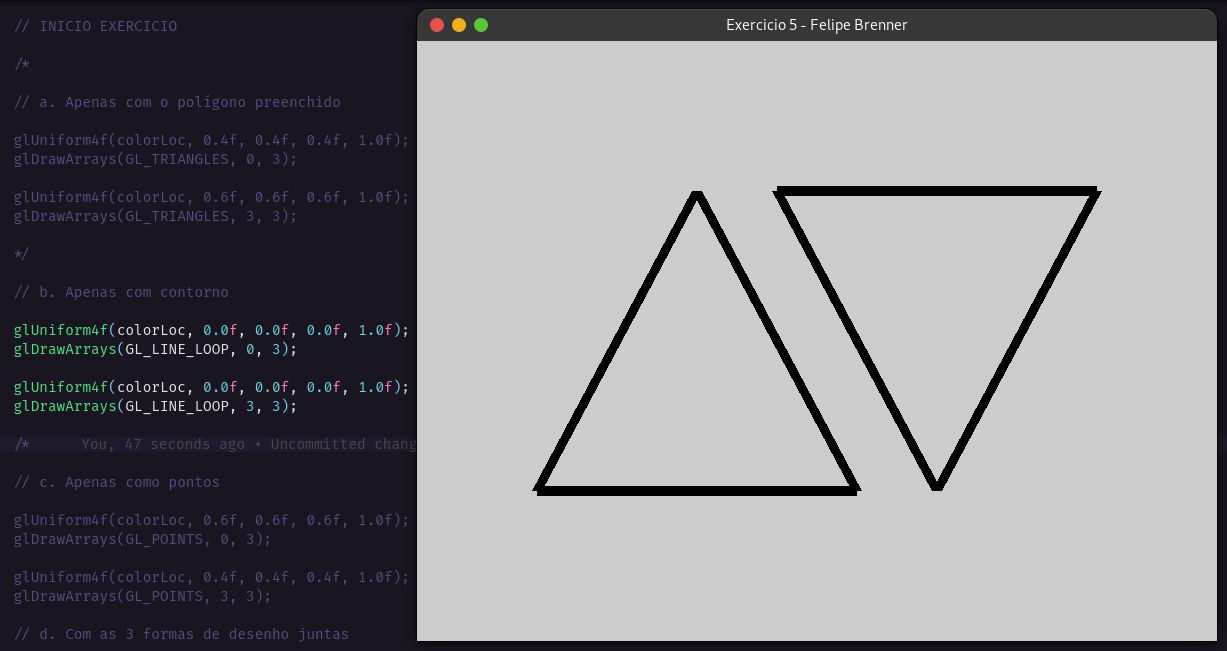 // INICIO EXERCICIO
/*
// a. Apenas com o polígono preenchido
glUniform4f(colorLoc, 0.4f, 0.4f, 0.4f, 1.0f);
glDrawArrays(GL_TRIANGLES, 0, 3);
glUniform4f(colorLoc, 0.6f, 0.6f, 0.6f, 1.0f);
glDrawArrays(GL_TRIANGLES, 3, 3);
*/
// b. Apenas com contorno
glUniform4f(colorLoc, 0.0f, 0.0f, 0.0f, 1.0f);
glDrawArrays(GL_LINE_LOOP, 0, 3);
glUniform4f(colorLoc, 0.0f, 0.0f, 0.0f, 1.0f);
glDrawArrays(GL_LINE_LOOP, 3, 3);
/* You, 47 seconds ago • Uncommitted chang
// c. Apenas como pontos
glUniform4f(colorLoc, 0.6f, 0.6f, 0.6f, 1.0f);
glDrawArrays(GL_POINTS, 0, 3);
glUniform4f(colorLoc, 0.4f, 0.4f, 0.4f, 1.0f);
glDrawArrays(GL_POINTS, 3, 3);
// d. Com as 3 formas de desenho juntas
Exercicio 5 - Felipe Brenner